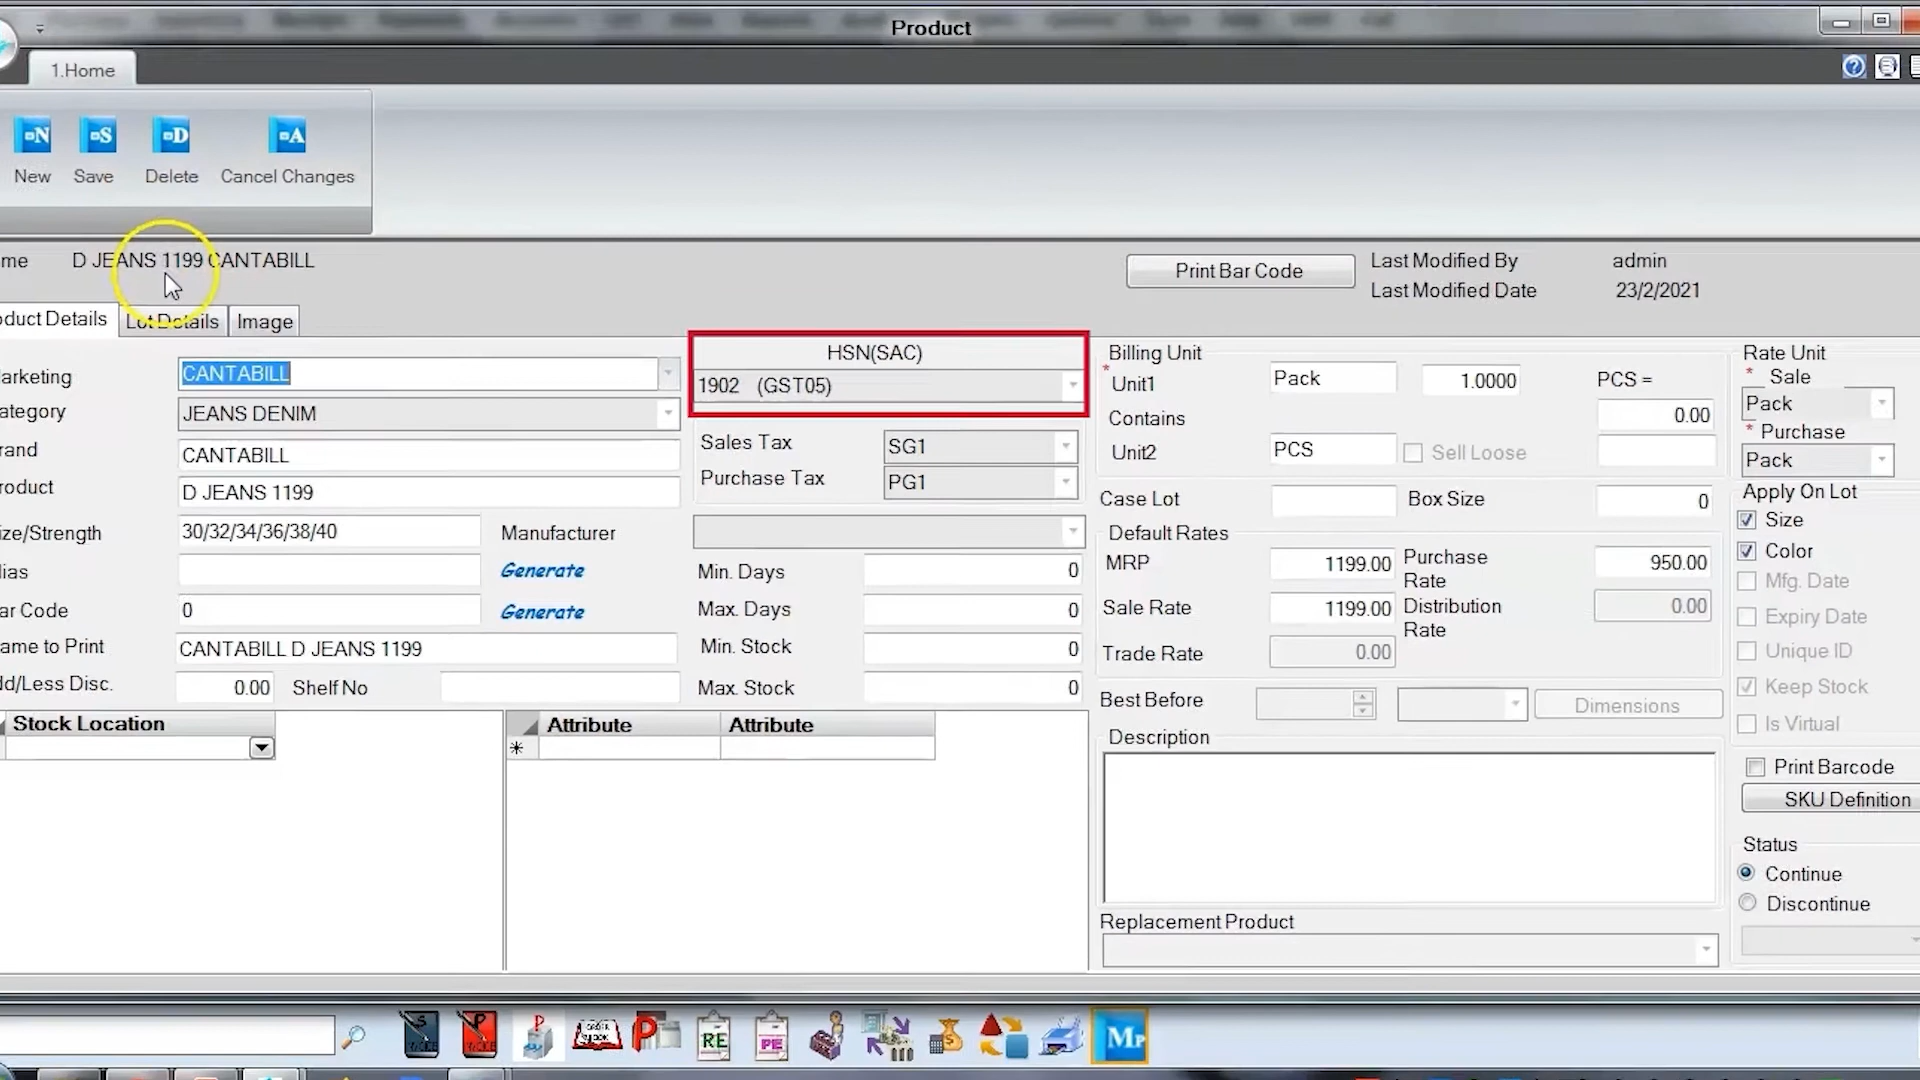 Product
1.Home
N S D A
New Save Delete Cancel Changes
me D JEANS 1199 CANTABILL
Print Bar Code
Last Modified By admin
Last Modified Date 23/2/2021
oduct Details Lot Details Image
arketing CANTABILL
ategory JEANS DENIM
rand CANTABILL
roduct D JEANS 1199
ize/Strength 30/32/34/36/38/40
lias Generate
ar Code 0 Generate
ame to Print CANTABILL D JEANS 1199
dd/Less Disc. 0.00 Shelf No
HSN(SAC)
1902 (GST05)
Sales Tax SG1
Purchase Tax PG1
Manufacturer
Min. Days 0
Max. Days 0
Min. Stock 0
Max. Stock 0
Stock Location
Attribute Attribute
Billing Unit
* Unit1 Pack 1.0000 PCS =
Contains 0.00
Unit2 PCS Sell Loose
Case Lot Box Size 0
Default Rates
MRP 1199.00 Purchase Rate 950.00
Sale Rate 1199.00 Distribution Rate 0.00
Trade Rate 0.00
Best Before Dimensions
Description
Replacement Product
Rate Unit
* Sale
Pack
* Purchase
Pack
Apply On Lot
Size
Color
Mfg. Date
Expiry Date
Unique ID
Keep Stock
Is Virtual
Print Barcode
SKU Definition
Status
Continue
Discontinue
P ORDER BOOK P RE PE MP